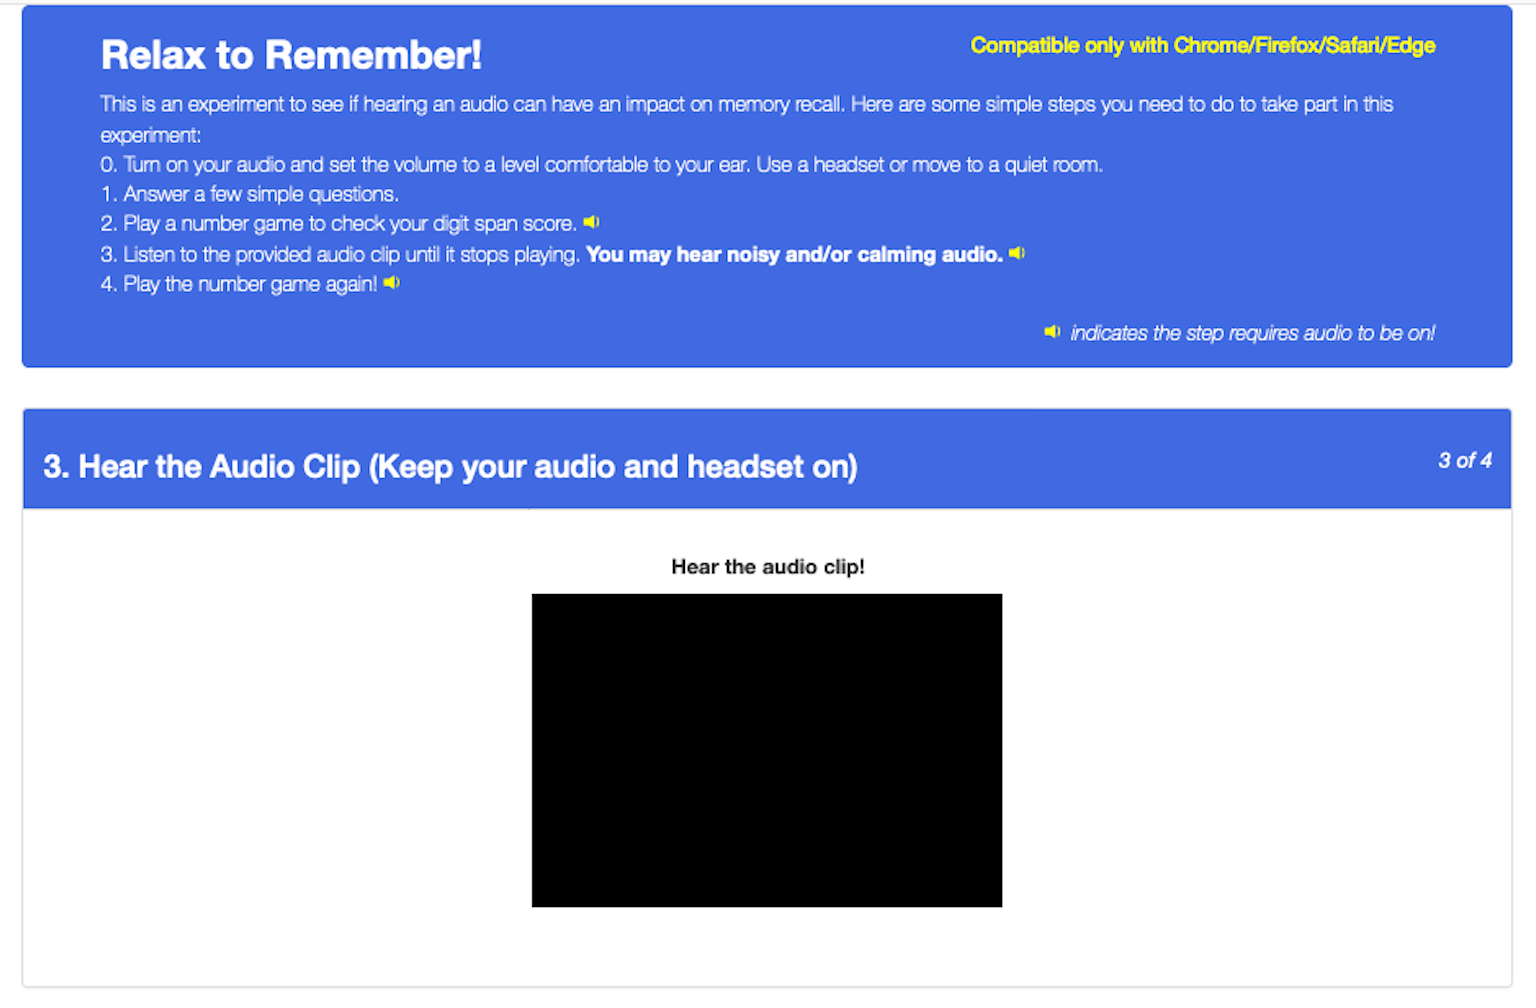 Relax to Remember!
Compatible only with Chrome/Firefox/Safari/Edge
This is an experiment to see if hearing an audio can have an impact on memory recall. Here are some simple steps you need to do to take part in this
experiment:
0. Turn on your audio and set the volume to a level comfortable to your ear. Use a headset or move to a quiet room.
1. Answer a few simple questions.
2. Play a number game to check your digit span score.
3. Listen to the provided audio clip until it stops playing. You may hear noisy and/or calming audio.
4. Play the number game again!
indicates the step requires audio to be on!
3. Hear the Audio Clip (Keep your audio and headset on)
3 of 4
Hear the audio clip!